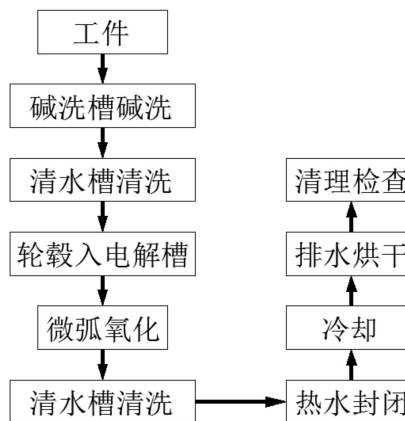 工件
碱洗槽碱洗
清水槽清洗
轮毂入电解槽
微弧氧化
清水槽清洗
热水封闭
冷却
排水烘干
清理检查